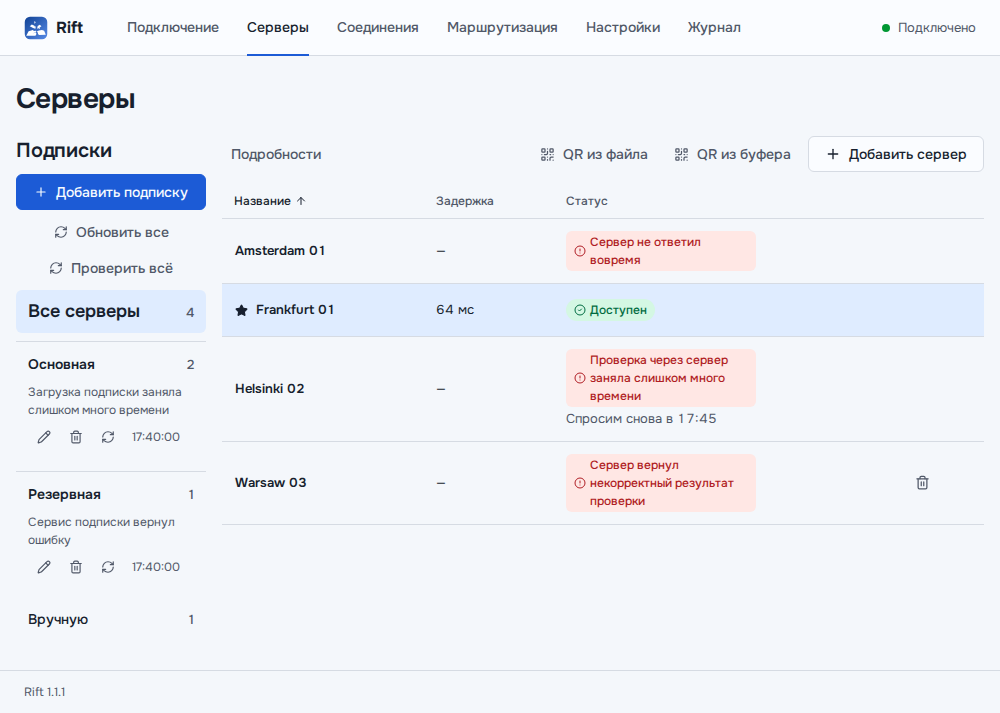 Rift
Подключение
Серверы
Соединения
Маршрутизация
Настройки
Журнал
Подключено
Серверы
Подписки
Добавить подписку
Обновить все
Проверить всё
Все серверы 4
Основная 2
Загрузка подписки заняла
слишком много времени
17:40:00
Резервная 1
Сервис подписки вернул
ошибку
17:40:00
Вручную 1
Подробности
QR из файла
QR из буфера
Добавить сервер
Название
Задержка
Статус
Amsterdam 01
–
Сервер не ответил
вовремя
Frankfurt 01
64 мс
Доступен
Helsinki 02
–
Проверка через сервер
заняла слишком много
времени
Спросим снова в 17:45
Warsaw 03
–
Сервер вернул
некорректный результат
проверки
Rift 1.1.1